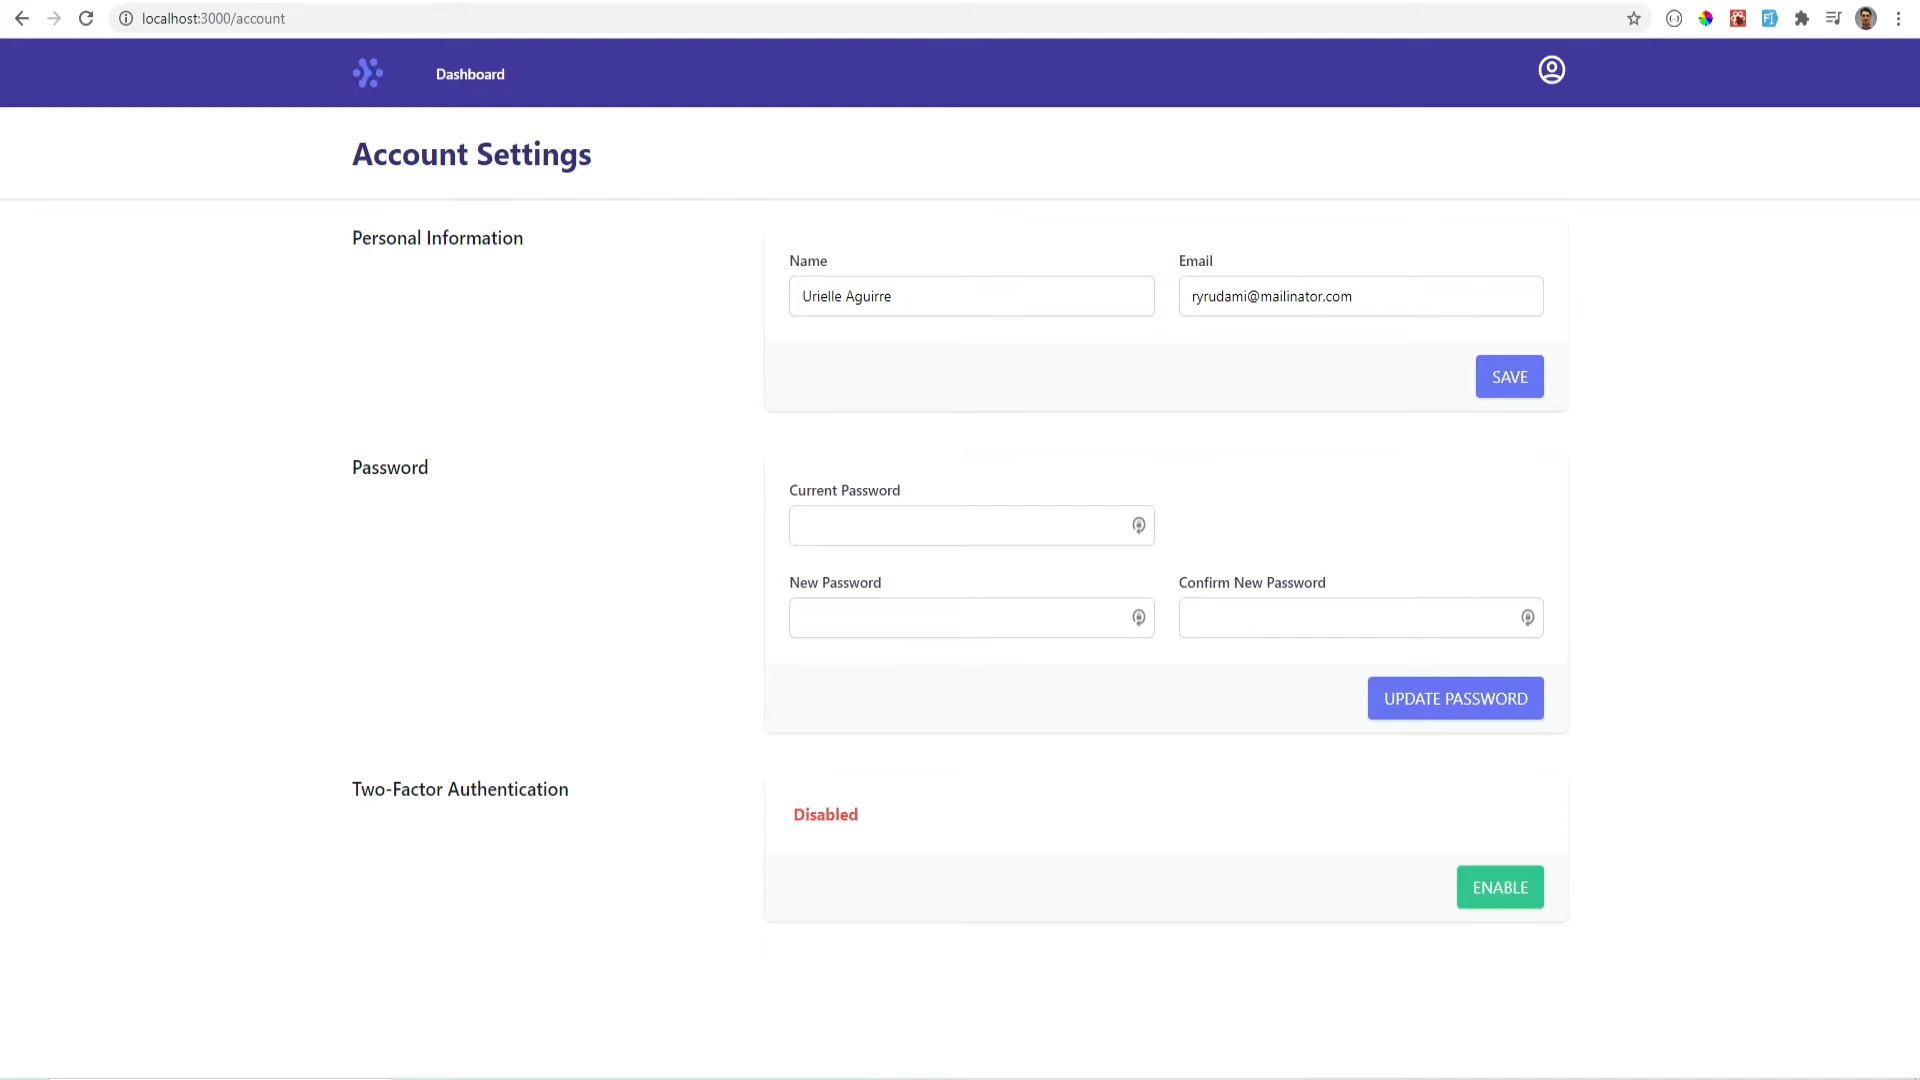 localhost:3000/account
Dashboard
Account Settings
Personal Information
Name
Email
Urielle Aguirre
ryrudami@mailinator.com
SAVE
Password
Current Password
New Password
Confirm New Password
UPDATE PASSWORD
Two-Factor Authentication
Disabled
ENABLE